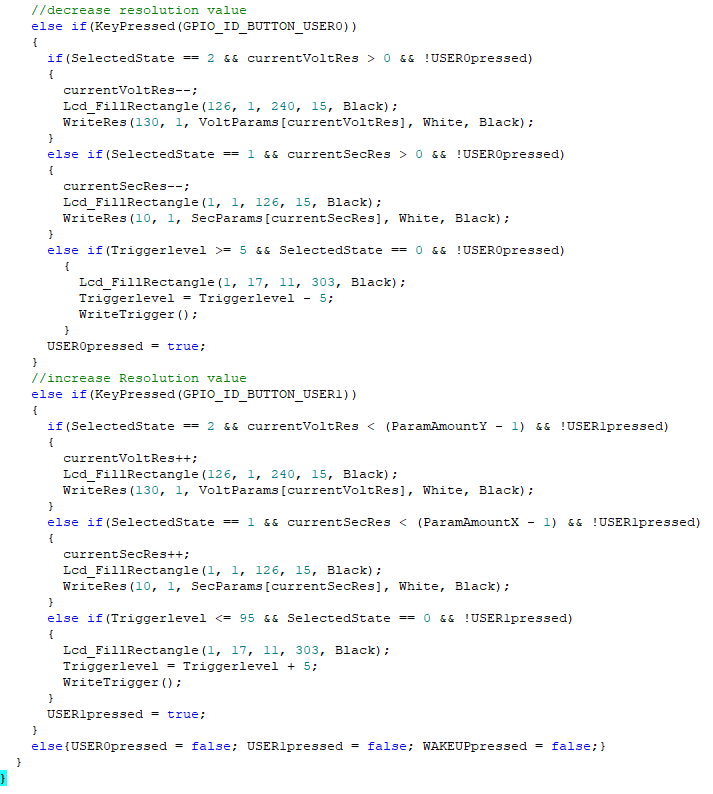 //decrease resolution value
else if(KeyPressed(GPIO_ID_BUTTON_USER0))
{
if(SelectedState == 2 && currentVoltRes > 0 && !USER0pressed)
{
currentVoltRes--;
Lcd_FillRectangle(126, 1, 240, 15, Black);
WriteRes(130, 1, VoltParams[currentVoltRes], White, Black);
}
else if(SelectedState == 1 && currentSecRes > 0 && !USER0pressed)
{
currentSecRes--;
Lcd_FillRectangle(1, 1, 126, 15, Black);
WriteRes(10, 1, SecParams[currentSecRes], White, Black);
}
else if(Triggerlevel >= 5 && SelectedState == 0 && !USER0pressed)
{
Lcd_FillRectangle(1, 17, 11, 303, Black);
Triggerlevel = Triggerlevel - 5;
WriteTrigger();
}
USER0pressed = true;
}
//increase Resolution value
else if(KeyPressed(GPIO_ID_BUTTON_USER1))
{
if(SelectedState == 2 && currentVoltRes < (ParamAmountY - 1) && !USER1pressed)
{
currentVoltRes++;
Lcd_FillRectangle(126, 1, 240, 15, Black);
WriteRes(130, 1, VoltParams[currentVoltRes], White, Black);
}
else if(SelectedState == 1 && currentSecRes < (ParamAmountX - 1) && !USER1pressed)
{
currentSecRes++;
Lcd_FillRectangle(1, 1, 126, 15, Black);
WriteRes(10, 1, SecParams[currentSecRes], White, Black);
}
else if(Triggerlevel <= 95 && SelectedState == 0 && !USER1pressed)
{
Lcd_FillRectangle(1, 17, 11, 303, Black);
Triggerlevel = Triggerlevel + 5;
WriteTrigger();
}
USER1pressed = true;
}
else{USER0pressed = false; USER1pressed = false; WAKEUPpressed = false;}
}
}